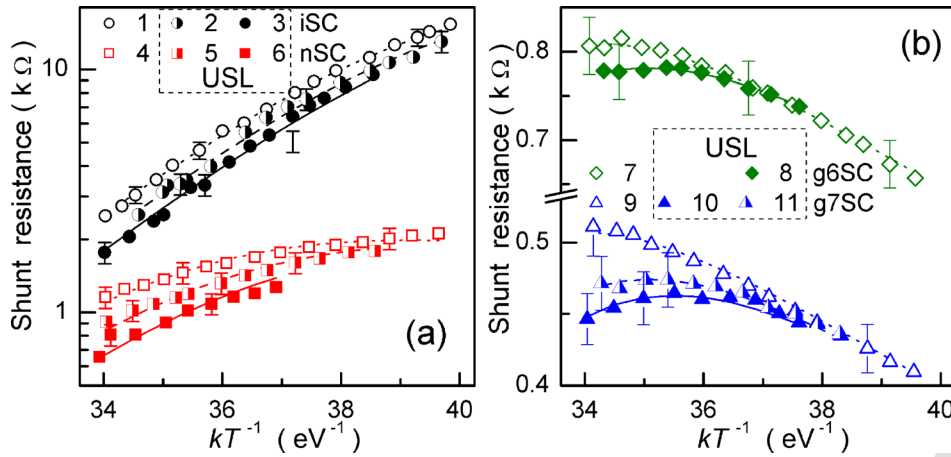 1 2 3 iSC
4 5 6 nSC
USL
10
1
Shunt resistance ( k Ω )
(a)
34 36 38 40
kT⁻¹ ( eV⁻¹ )
(b)
0.8
0.7
USL
7 8 g6SC
9 10 11 g7SC
0.5
0.4
Shunt resistance ( k Ω )
34 36 38 40
kT⁻¹ ( eV⁻¹ )